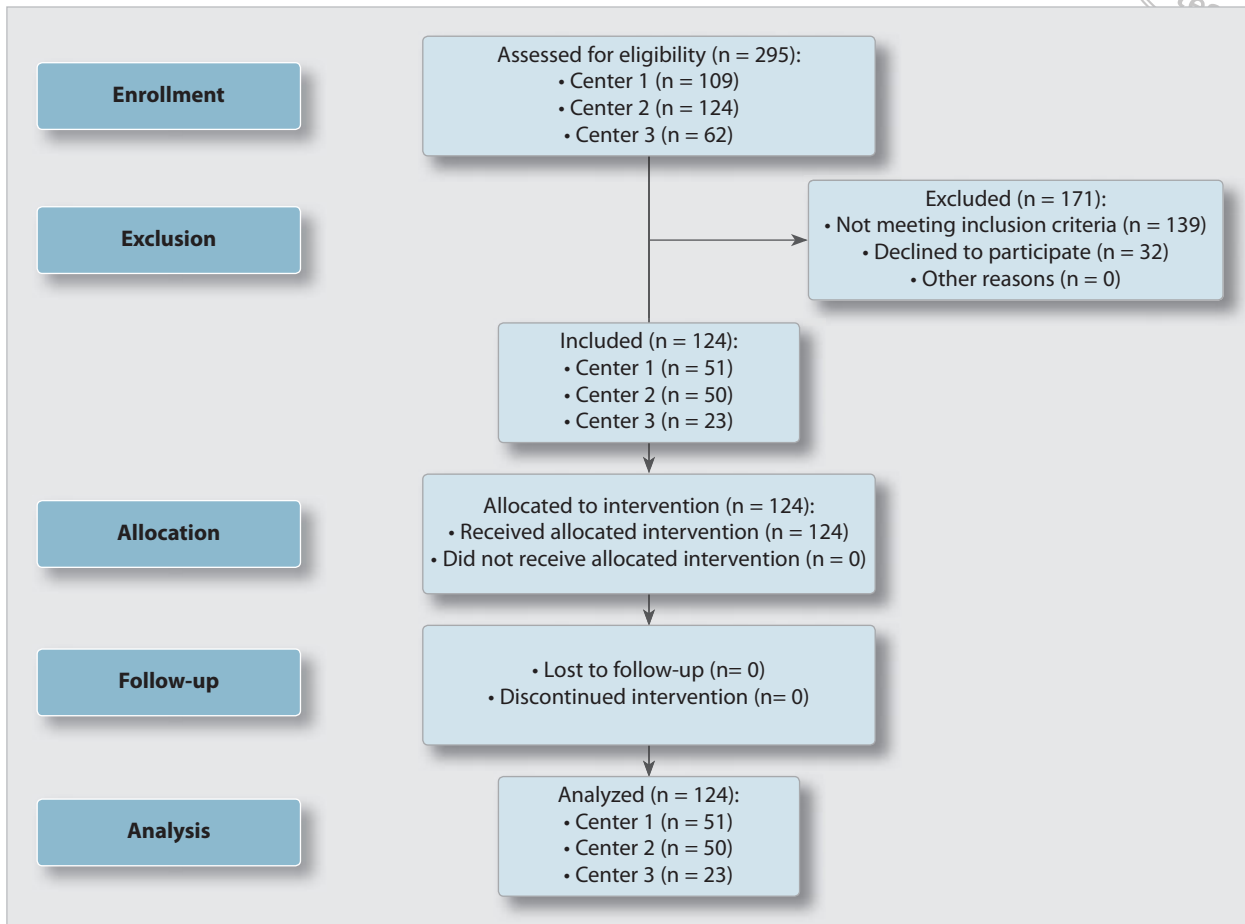 Enrollment
Assessed for eligibility (n = 295):
• Center 1 (n = 109)
• Center 2 (n = 124)
• Center 3 (n = 62)
Exclusion
Excluded (n = 171):
• Not meeting inclusion criteria (n = 139)
• Declined to participate (n = 32)
• Other reasons (n = 0)
Included (n = 124):
• Center 1 (n = 51)
• Center 2 (n = 50)
• Center 3 (n = 23)
Allocation
Allocated to intervention (n = 124):
• Received allocated intervention (n = 124)
• Did not receive allocated intervention (n = 0)
Follow-up
• Lost to follow-up (n= 0)
• Discontinued intervention (n= 0)
Analysis
Analyzed (n = 124):
• Center 1 (n = 51)
• Center 2 (n = 50)
• Center 3 (n = 23)